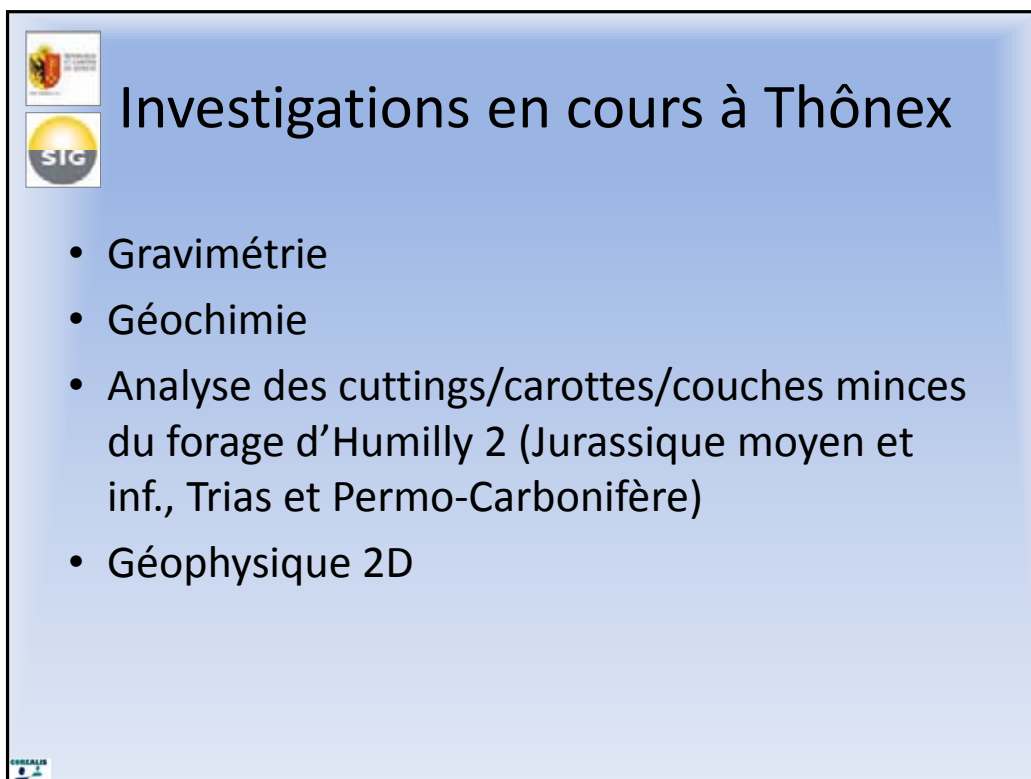 Investigations en cours à Thônex
SIG
• Gravimétrie
• Géochimie
• Analyse des cuttings/carottes/couches minces
du forage d’Humilly 2 (Jurassique moyen et
inf., Trias et Permo-Carbonifère)
• Géophysique 2D
COREALIS